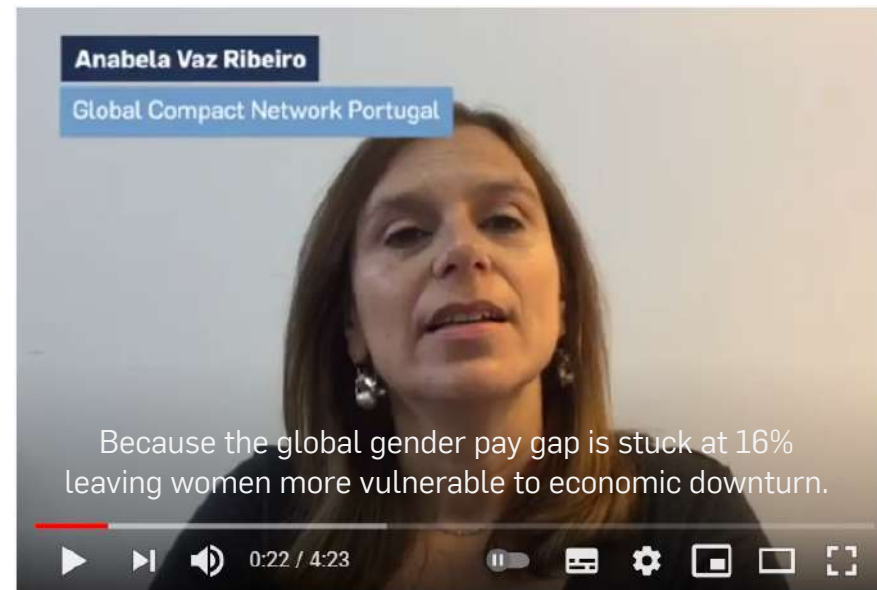 Anabela Vaz Ribeiro
Global Compact Network Portugal
Because the global gender pay gap is stuck at 16%
leaving women more vulnerable to economic downturn.
0:22 / 4:23